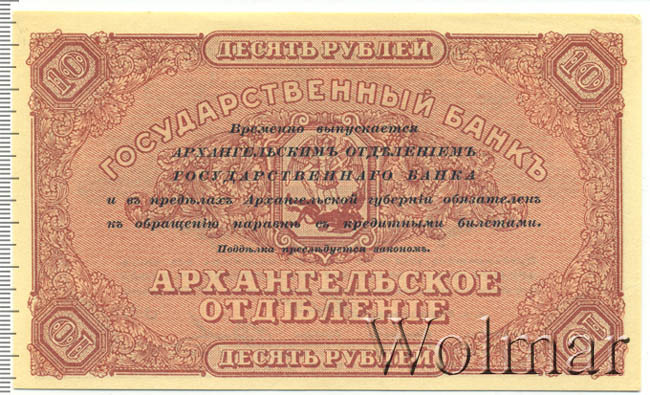 10 ДЕСЯТЬ РУБЛЕЙ 10
ГОСУДАРСТВЕННЫЙ БАНКЪ
Временно выпускается
АРХАНГЕЛЬСКИМЪ ОТДѢЛЕНІЕМЪ
ГОСУДАРСТВЕННАГО БАНКА
и въ предѣлахъ Архангельской губерніи обязателенъ
къ обращенію наравнѣ съ кредитными билетами.
Поддѣлка преслѣдуется закономъ.
АРХАНГЕЛЬСКОЕ
ОТДѢЛЕНІЕ
10 ДЕСЯТЬ РУБЛЕЙ 10
Wolmar